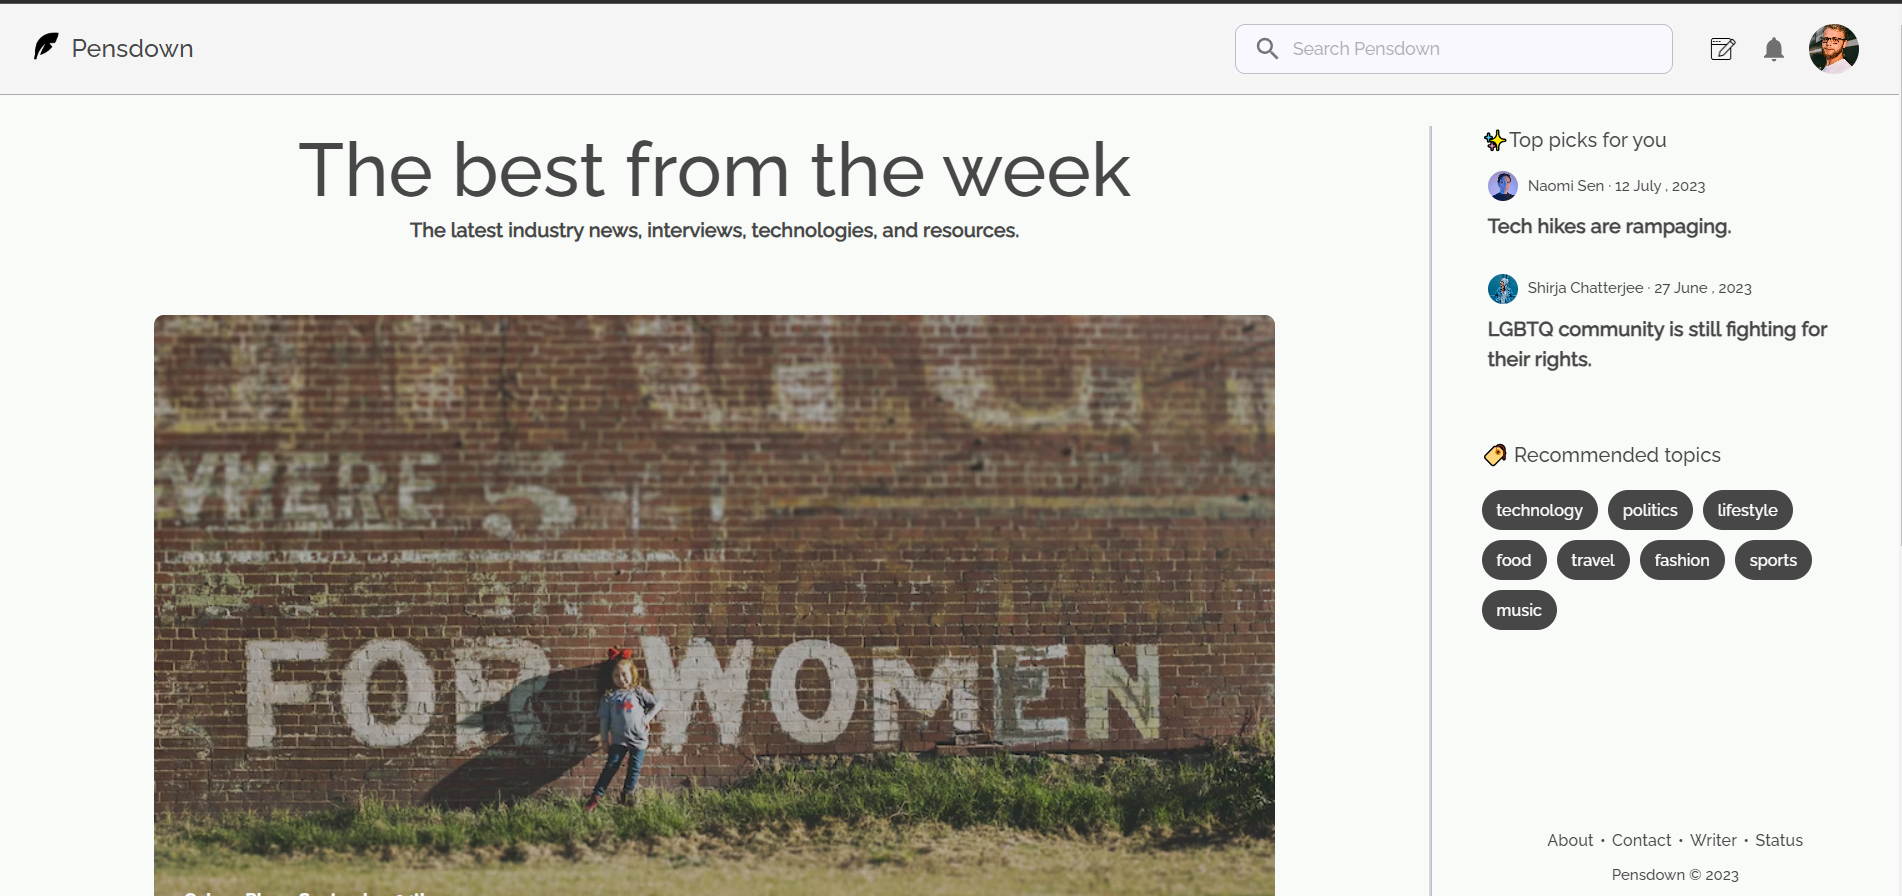 Pensdown
Search Pensdown
The best from the week
The latest industry news, interviews, technologies, and resources.
WHERE
FOR WOMEN
Top picks for you
Naomi Sen · 12 July , 2023
Tech hikes are rampaging.
Shirja Chatterjee · 27 June , 2023
LGBTQ community is still fighting for
their rights.
Recommended topics
technology politics lifestyle
food travel fashion sports
music
About • Contact • Writer • Status
Pensdown © 2023